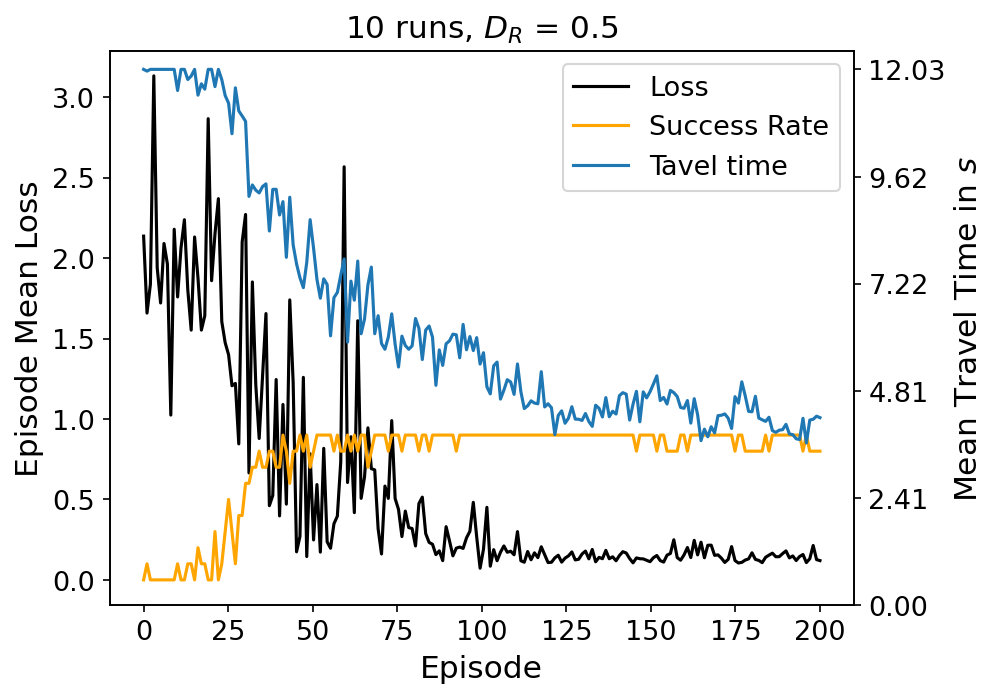 10 runs, $D_R$ = 0.5
Loss
Success Rate
Tavel time
Episode Mean Loss
3.0
2.5
2.0
1.5
1.0
0.5
0.0
12.03
9.62
7.22
4.81
2.41
0.00
Mean Travel Time in s
0 25 50 75 100 125 150 175 200
Episode